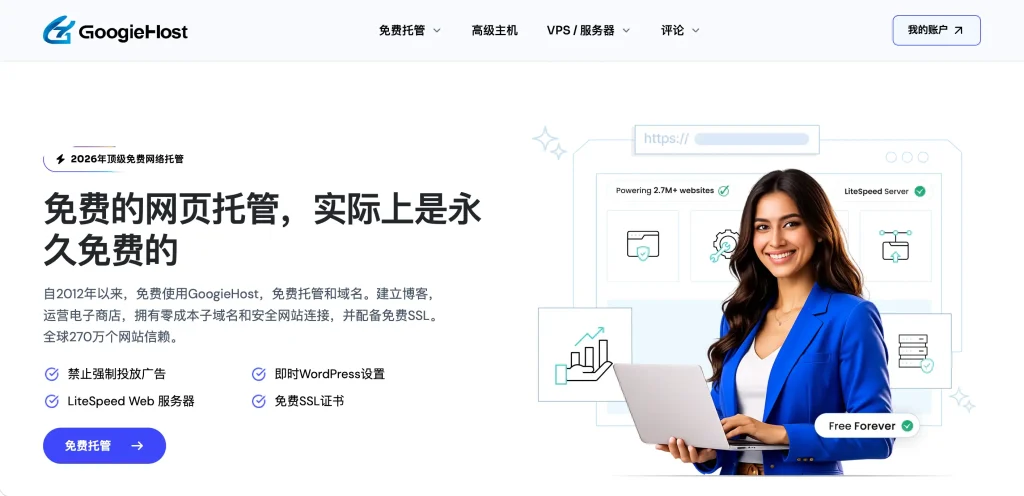 GoogieHost
免费托管
高级主机
VPS / 服务器
评论
我的账户
2026年顶级免费网络托管
免费的网页托管，实际上是永
久免费的
自2012年以来，免费使用GoogieHost，免费托管和域名。建立博客，
运营电子商店，拥有零成本子域名和安全网站连接，并配备免费SSL。
全球270万个网站信赖。
禁止强制投放广告
即时WordPress设置
LiteSpeed Web 服务器
免费SSL证书
免费托管
https://
Powering 2.7M+ websites
LiteSpeed Server
Free Forever